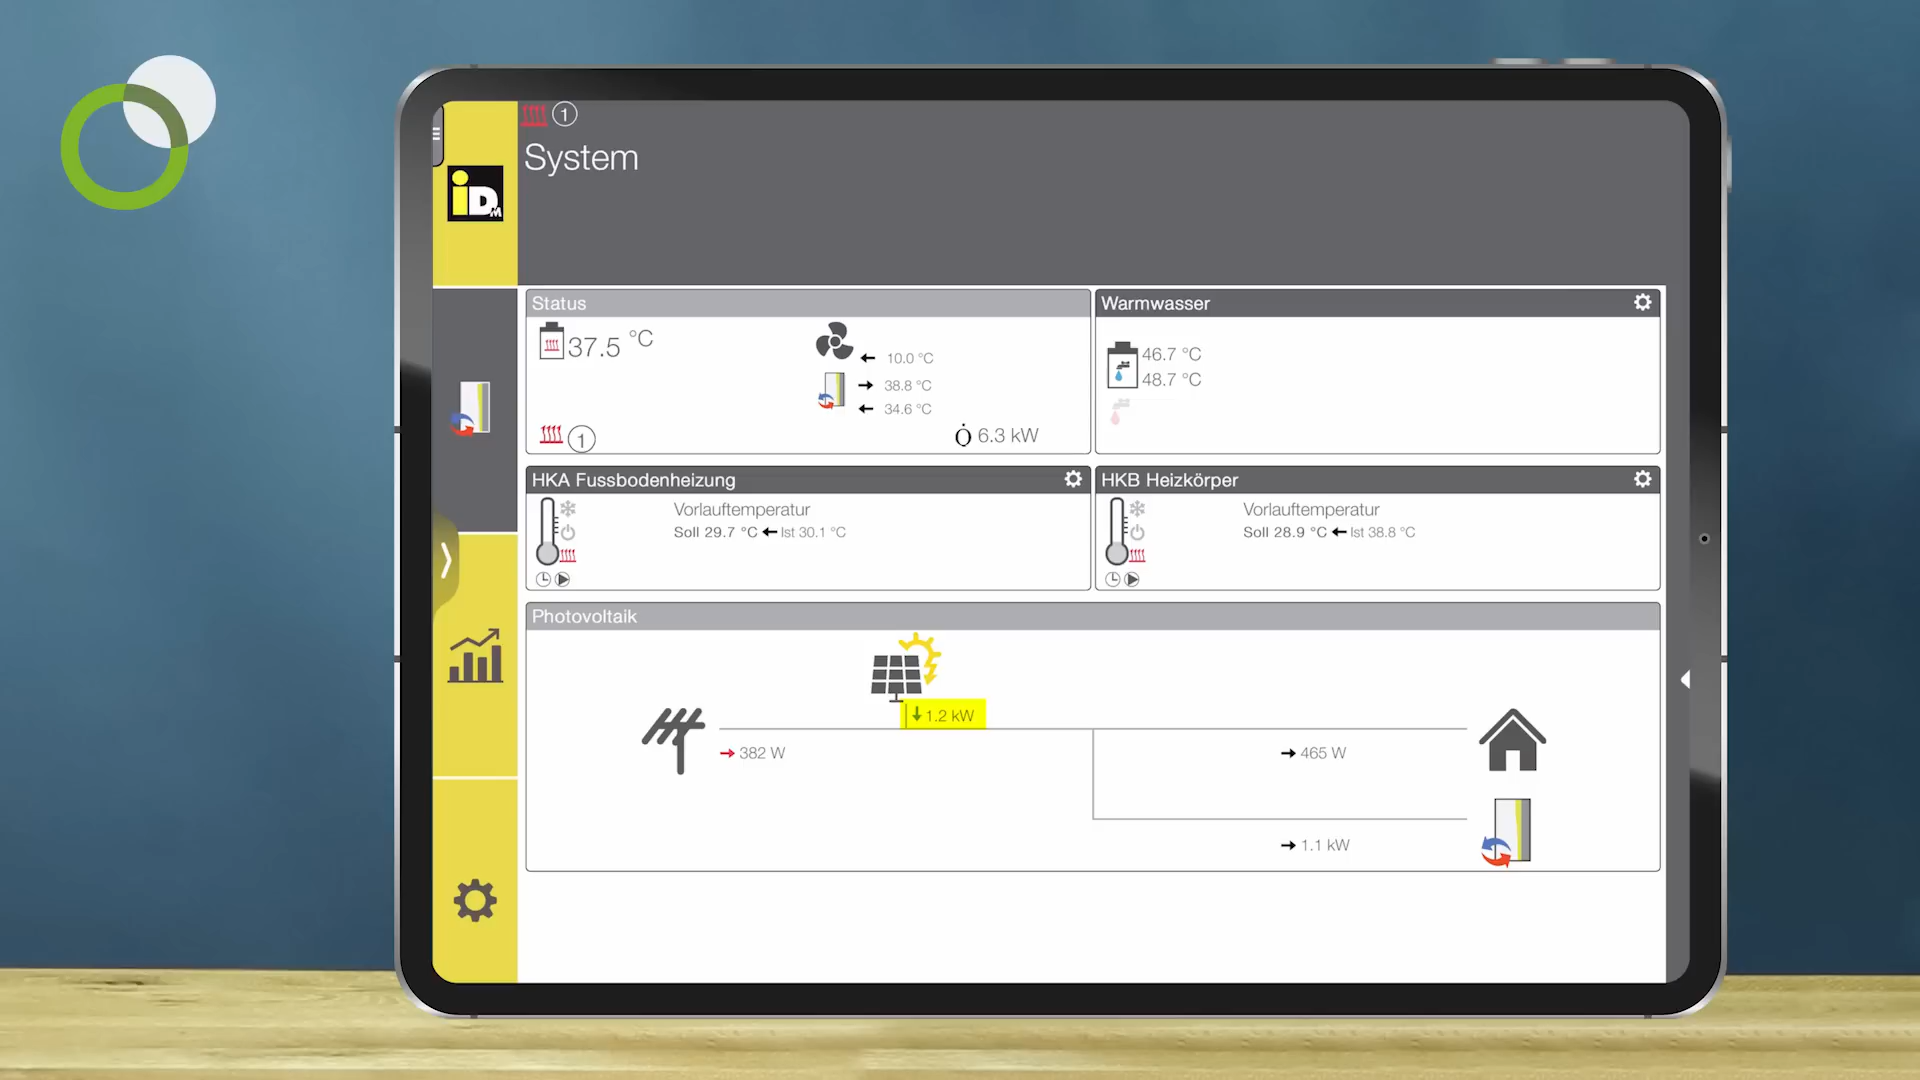 1
System
iDM
Status
37.5 °C
10.0 °C
38.8 °C
34.6 °C
1
Q̇ 6.3 kW
Warmwasser
46.7 °C
48.7 °C
HKA Fussbodenheizung
Vorlauftemperatur
Soll 29.7 °C Ist 30.1 °C
HKB Heizkörper
Vorlauftemperatur
Soll 28.9 °C Ist 38.8 °C
Photovoltaik
1.2 kW
382 W
465 W
1.1 kW